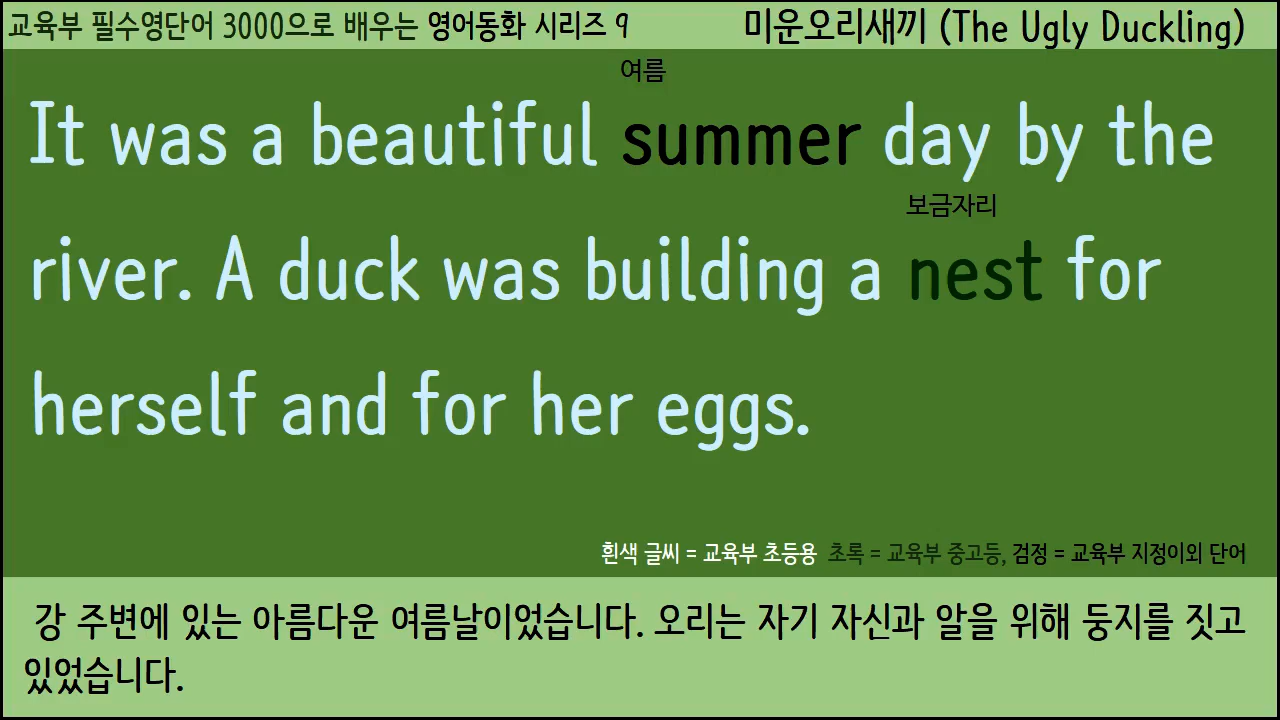 교육부 필수영단어 3000으로 배우는 영어동화 시리즈 9 미운오리새끼 (The Ugly Duckling)
여름
It was a beautiful summer day by the
보금자리
river. A duck was building a nest for
herself and for her eggs.
흰색 글씨 = 교육부 초등용 초록 = 교육부 중고등, 검정 = 교육부 지정이외 단어
강 주변에 있는 아름다운 여름날이었습니다. 오리는 자기 자신과 알을 위해 둥지를 짓고
있었습니다.